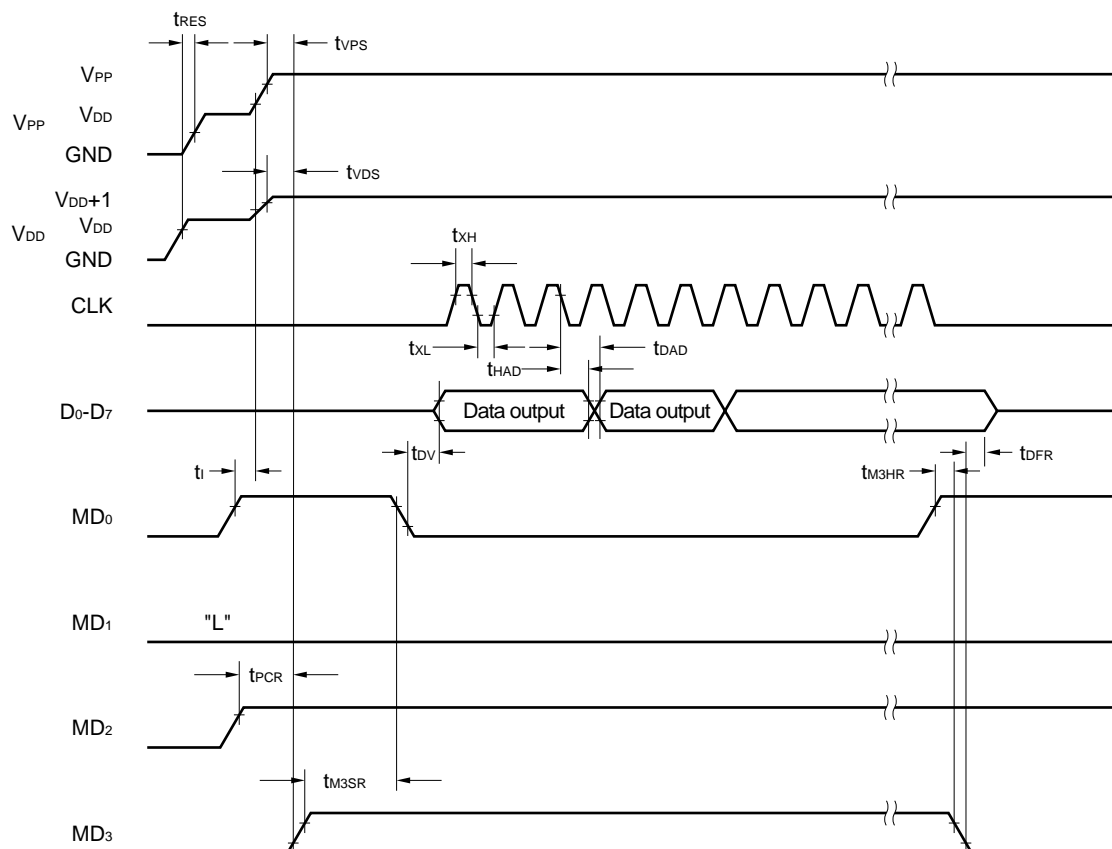 tRES
tVPS
VPP
VPP
VDD
GND
tVDS
VDD+1
VDD
VDD
GND
tXH
CLK
tXL
tHAD
tDAD
D0-D7
Data output
Data output
tDV
tI
tM3HR
tDFR
MD0
MD1
"L"
tPCR
MD2
tM3SR
MD3